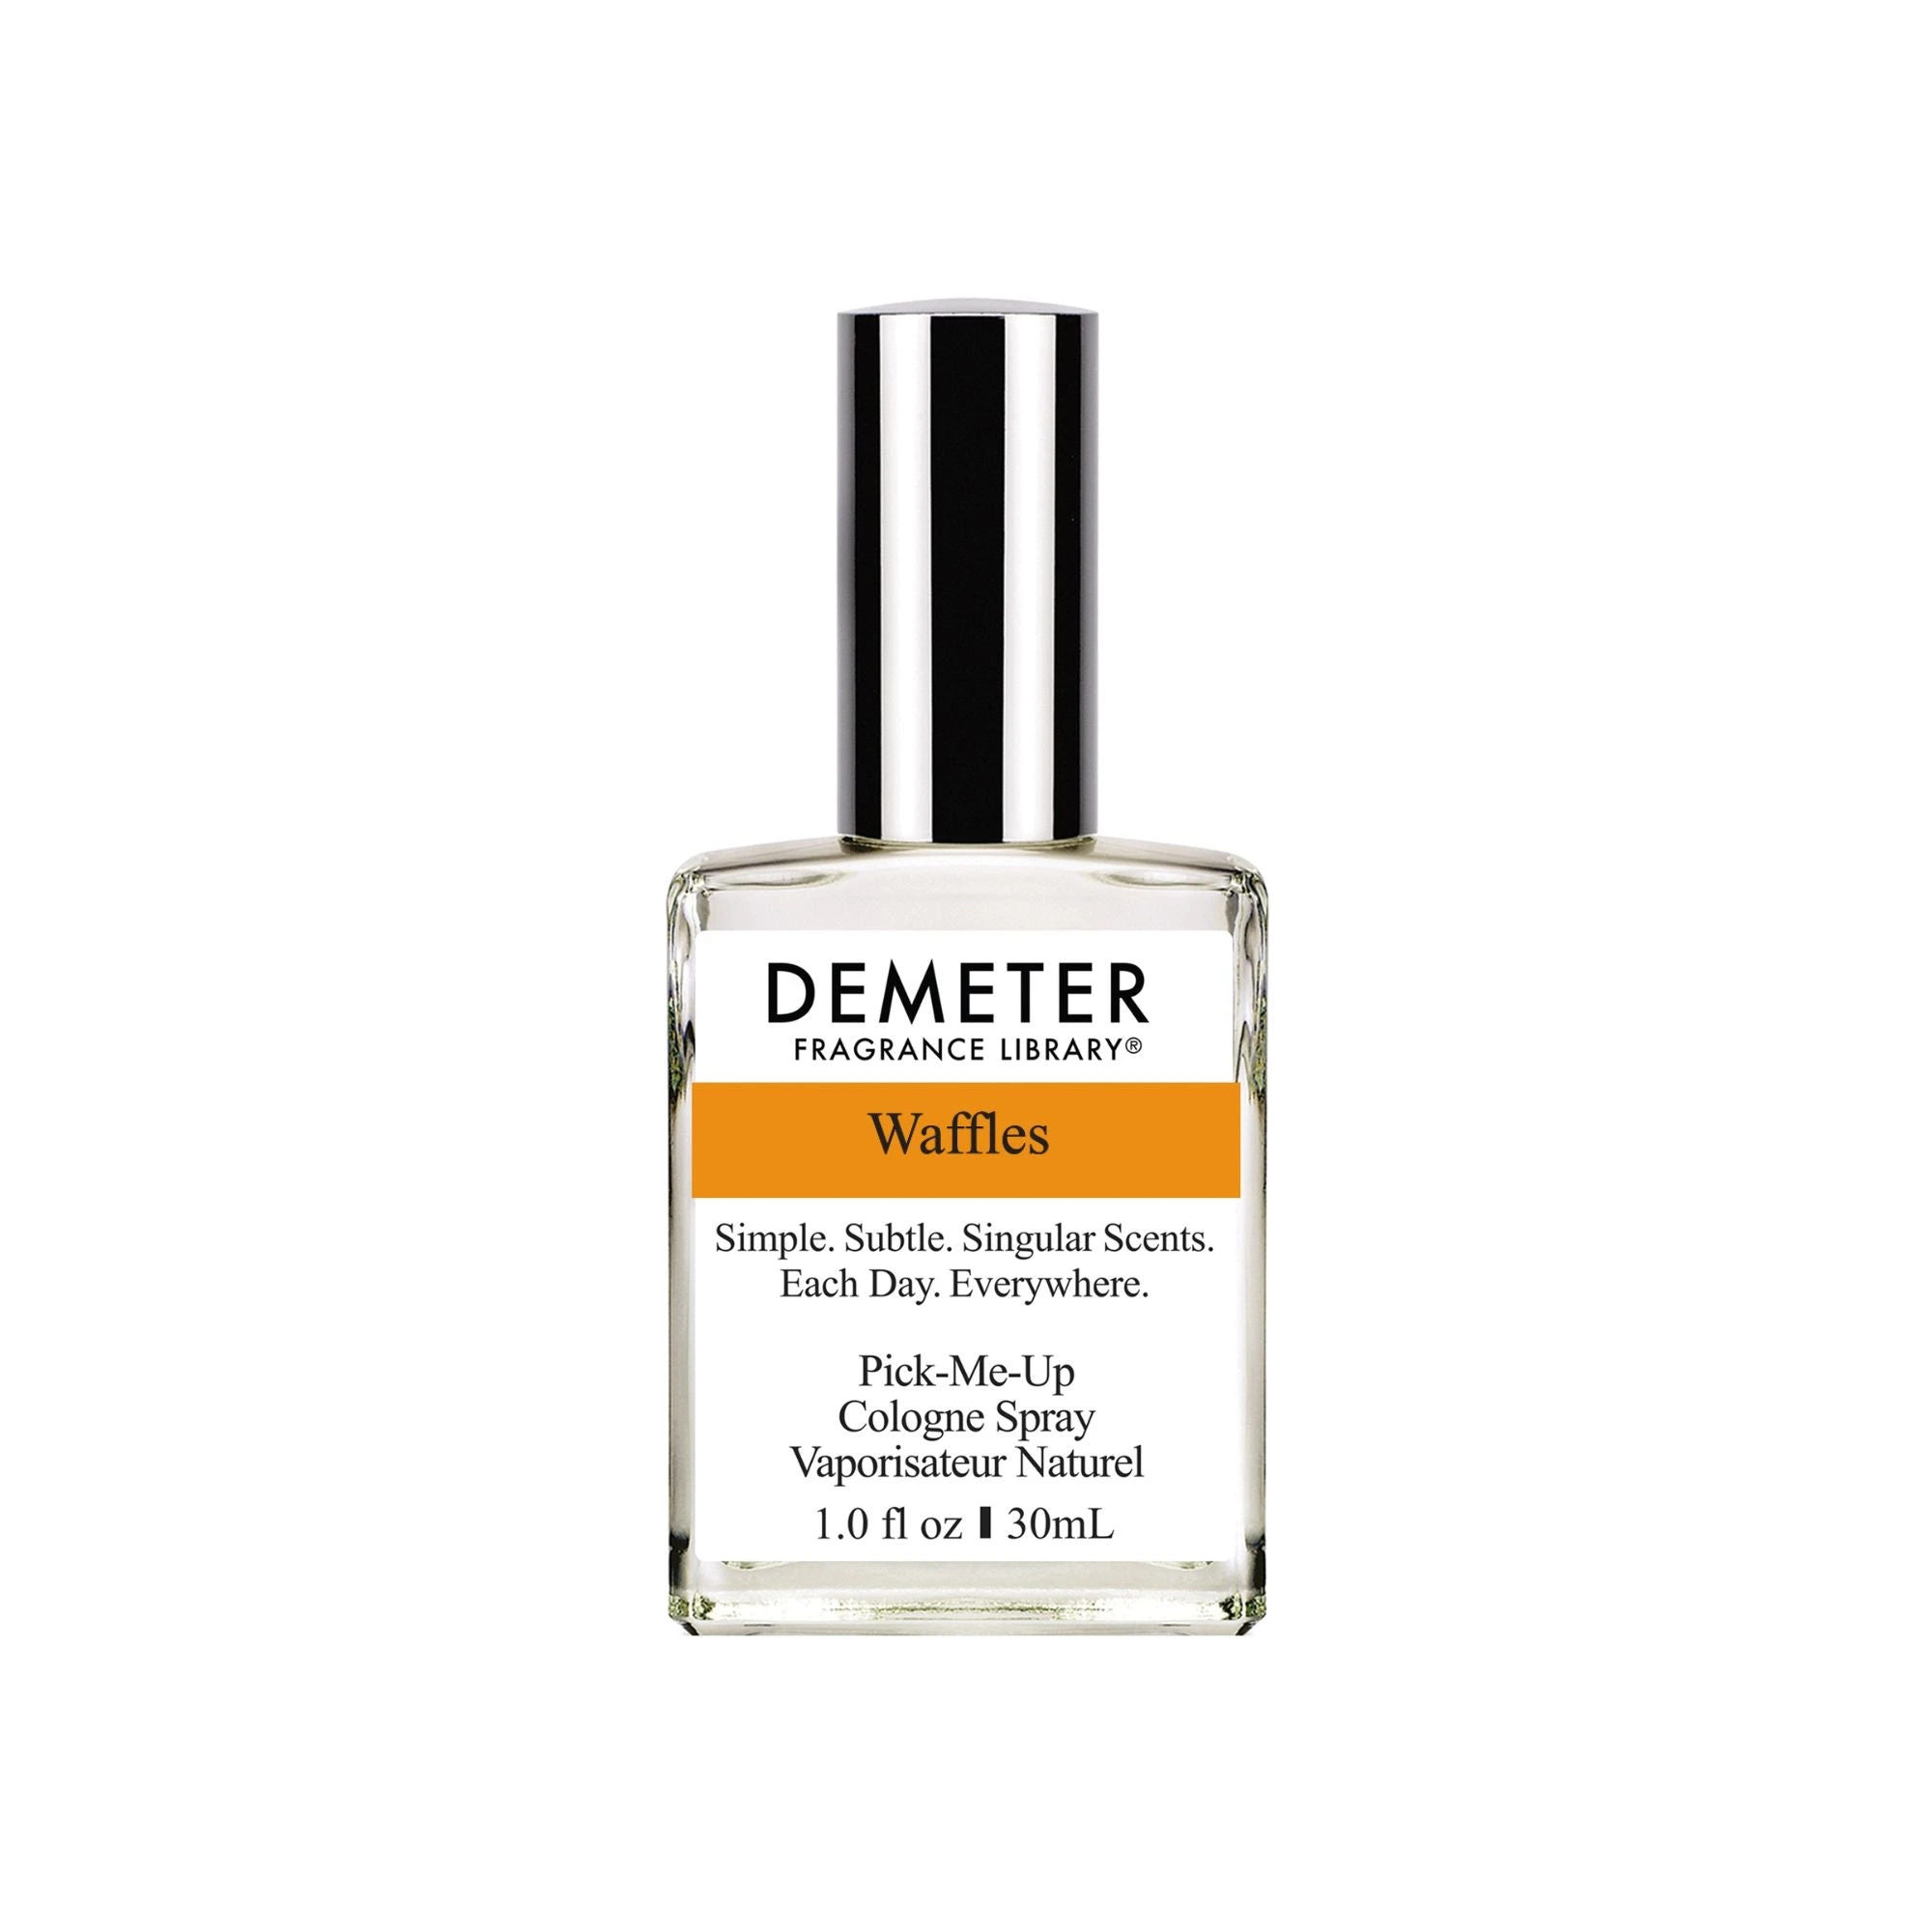 DEMETER
FRAGRANCE LIBRARY®
Waffles
Simple. Subtle. Singular Scents.
Each Day. Everywhere.
Pick-Me-Up
Cologne Spray
Vaporisateur Naturel
1.0 fl oz ❚ 30mL